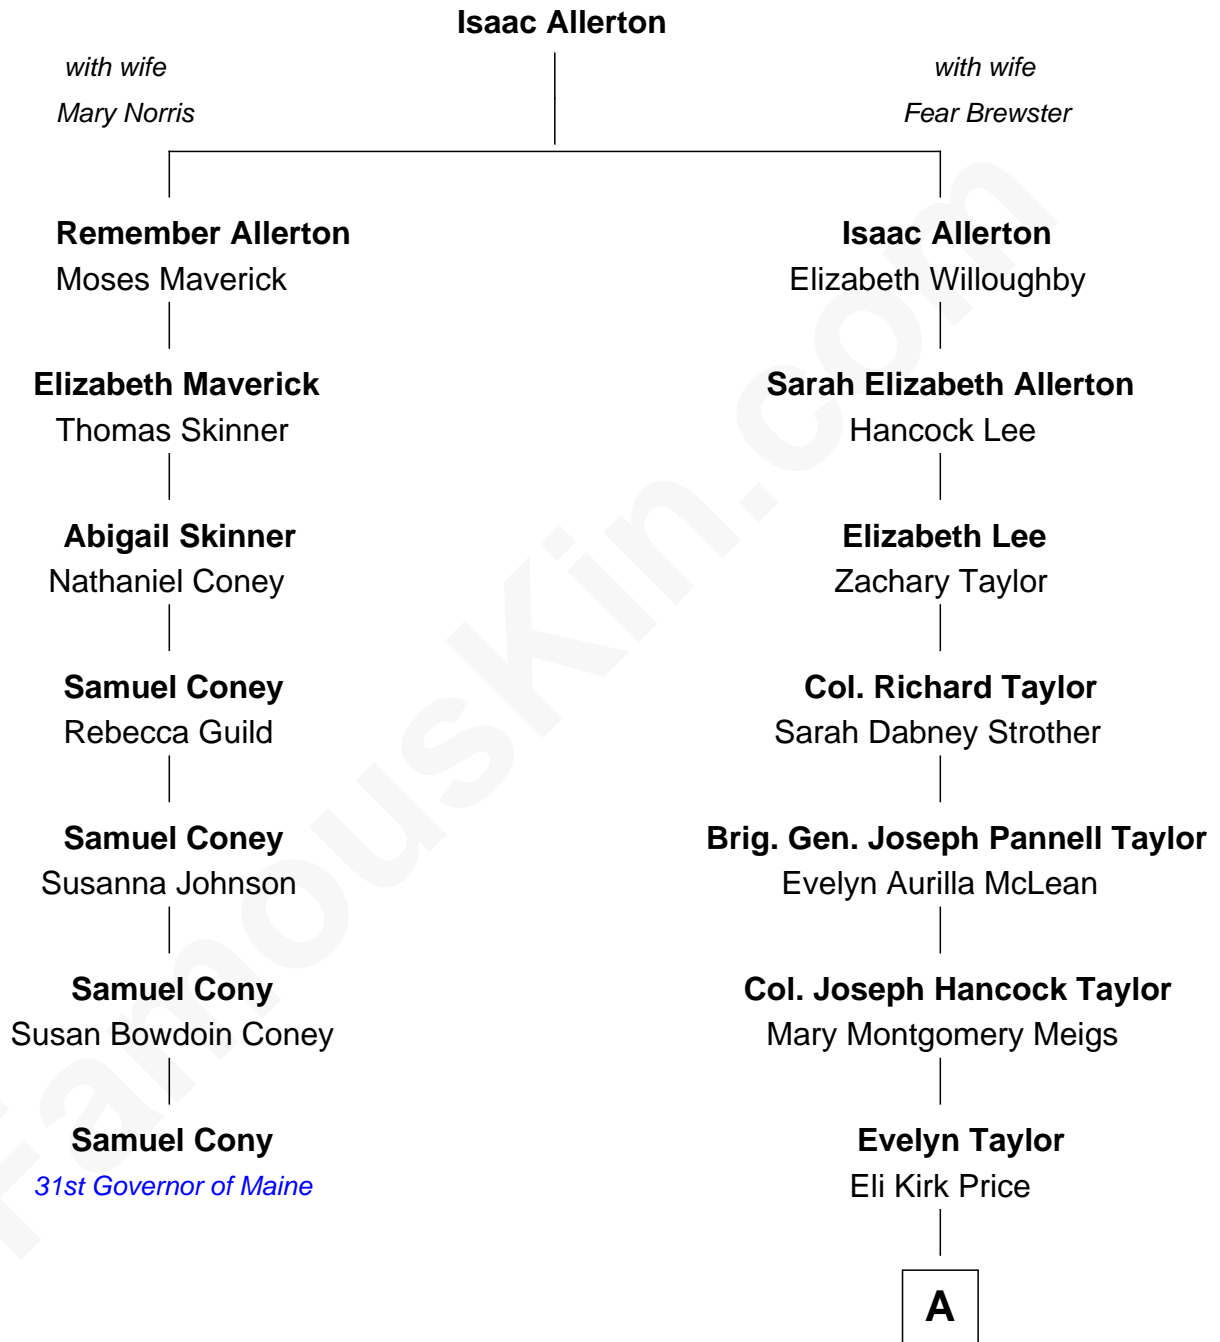 Isaac Allerton
with wife
Mary Norris
with wife
Fear Brewster
Remember Allerton
Moses Maverick
Isaac Allerton
Elizabeth Willoughby
Elizabeth Maverick
Thomas Skinner
Sarah Elizabeth Allerton
Hancock Lee
Abigail Skinner
Nathaniel Coney
Elizabeth Lee
Zachary Taylor
Samuel Coney
Rebecca Guild
Col. Richard Taylor
Sarah Dabney Strother
Samuel Coney
Susanna Johnson
Brig. Gen. Joseph Pannell Taylor
Evelyn Aurilla McLean
Samuel Cony
Susan Bowdoin Coney
Col. Joseph Hancock Taylor
Mary Montgomery Meigs
Samuel Cony
31st Governor of Maine
Evelyn Taylor
Eli Kirk Price
A
FamousKin.com